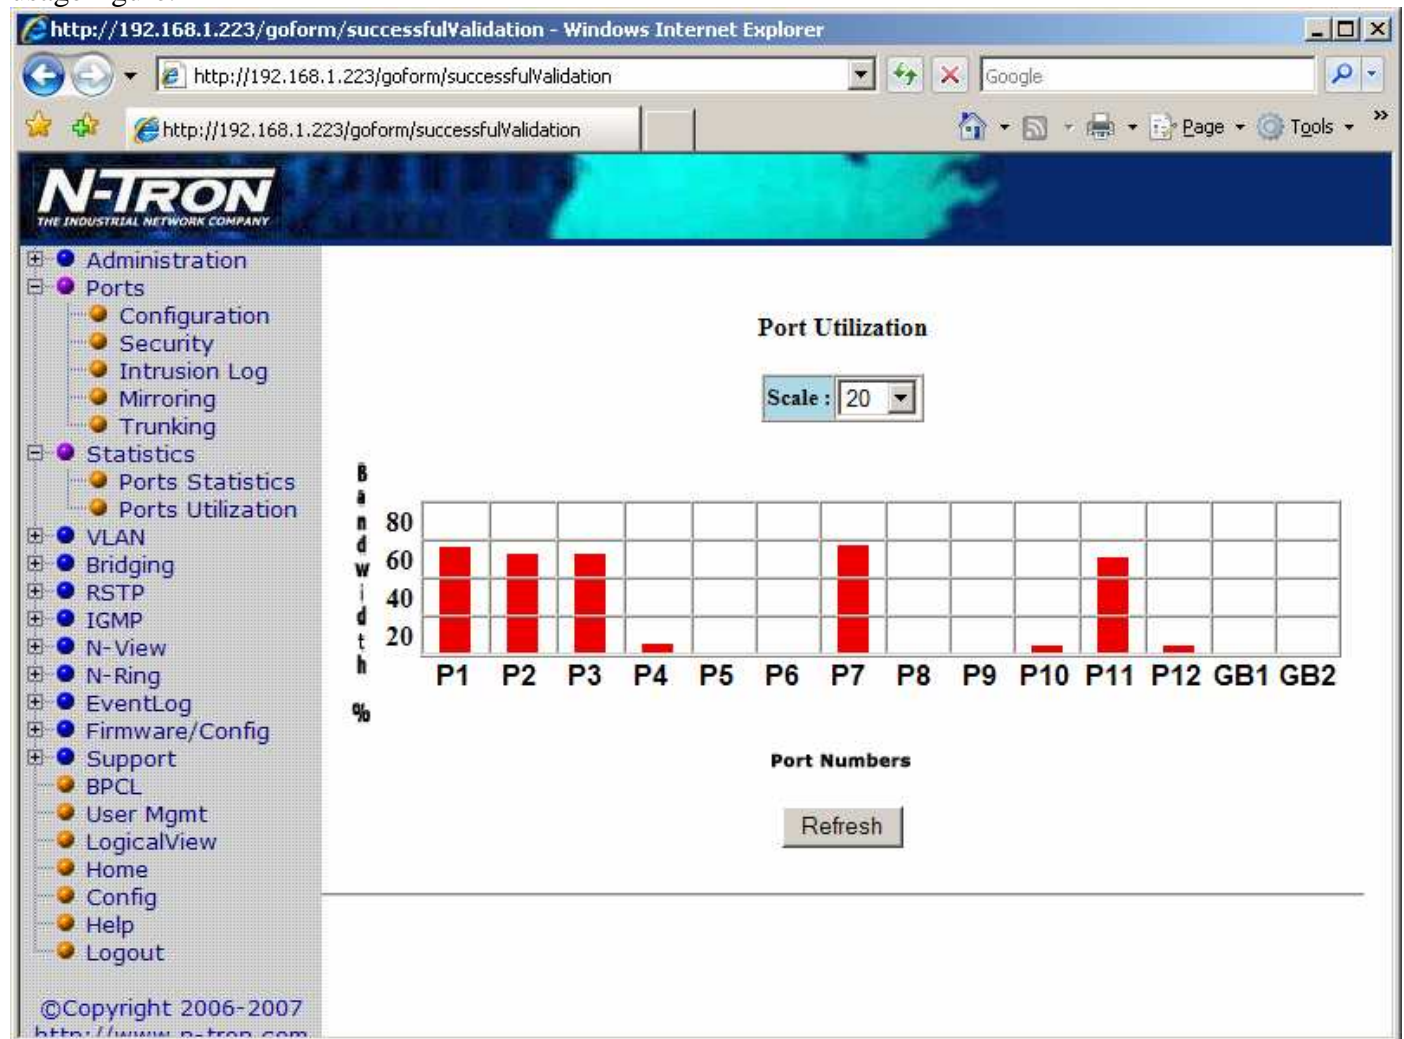 http://192.168.1.223/goform/successfulValidation - Windows Internet Explorer
http://192.168.1.223/goform/successfulValidation
Google
http://192.168.1.223/goform/successfulValidation
Page
Tools
»
N-TRON
THE INDUSTRIAL NETWORK COMPANY
Administration
Ports
Configuration
Security
Intrusion Log
Mirroring
Trunking
Statistics
Ports Statistics
Ports Utilization
VLAN
Bridging
RSTP
IGMP
N-View
N-Ring
EventLog
Firmware/Config
Support
BPCL
User Mgmt
LogicalView
Home
Config
Help
Logout
©Copyright 2006-2007
http://www.n-tron.com
Port Utilization
Scale : 20
Bandwidth %
80
60
40
20
P1 P2 P3 P4 P5 P6 P7 P8 P9 P10 P11 P12 GB1 GB2
Port Numbers
Refresh